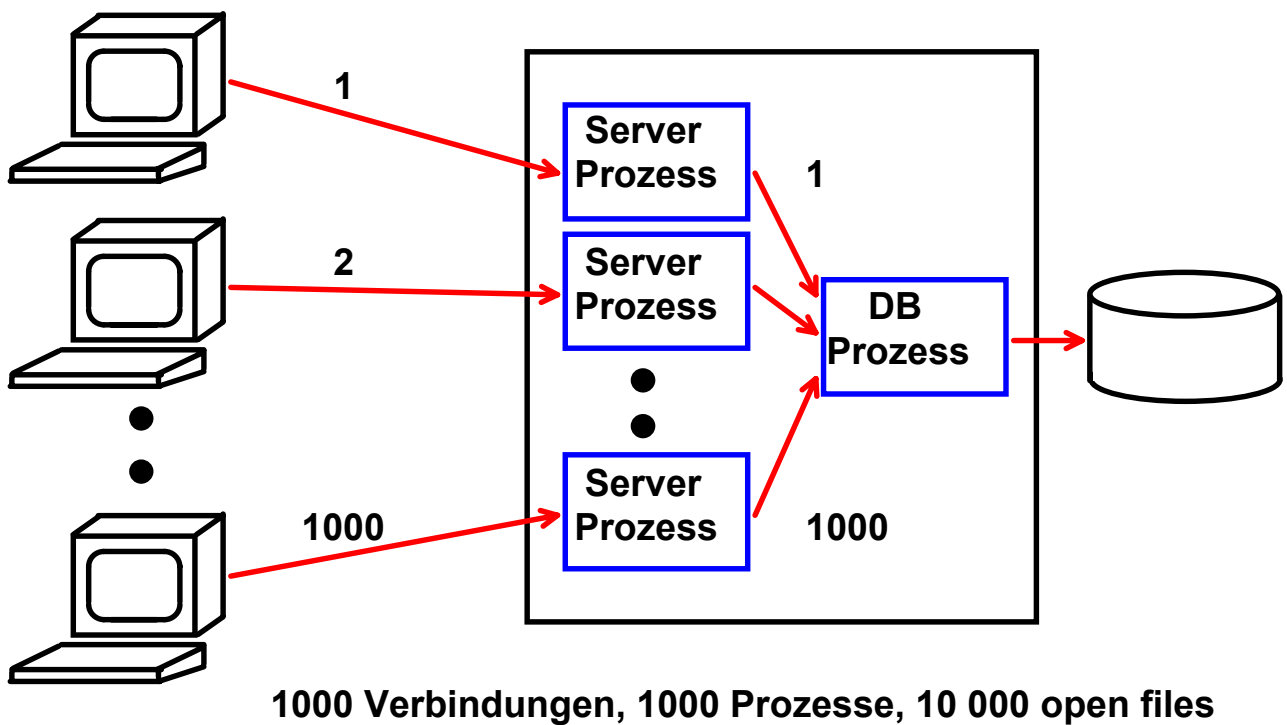 1
Server
Prozess
1
2
Server
Prozess
DB
Prozess
1000
Server
Prozess
1000
1000 Verbindungen, 1000 Prozesse, 10 000 open files